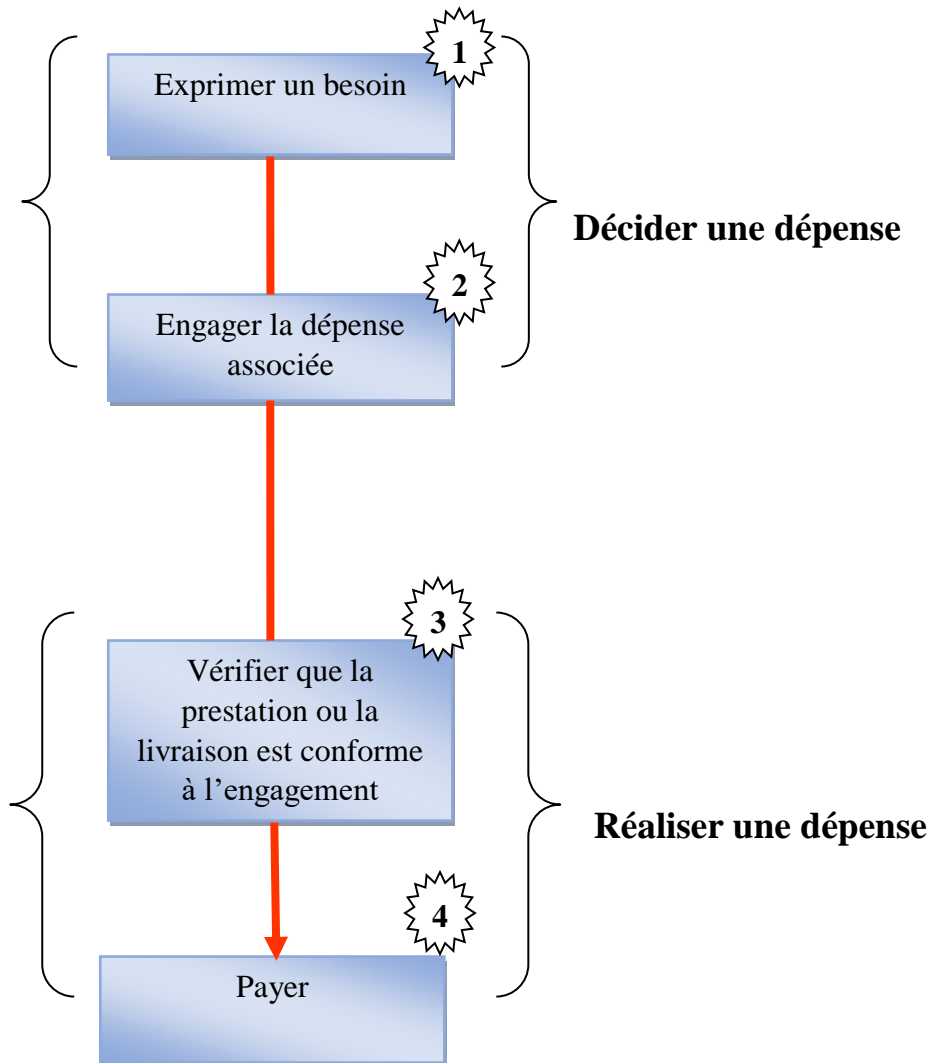 1
Exprimer un besoin
Décider une dépense
2
Engager la dépense
associée
3
Vérifier que la
prestation ou la
livraison est conforme
à l’engagement
Réaliser une dépense
4
Payer